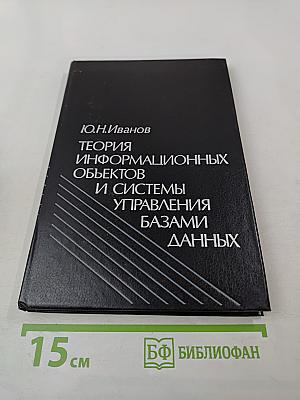 Ю.Н.Иванов
ТЕОРИЯ
ИНФОРМАЦИОННЫХ
ОБЪЕКТОВ
И СИСТЕМЫ
УПРАВЛЕНИЯ
БАЗАМИ
ДАННЫХ
15 см
БФ БИБЛИОФАН